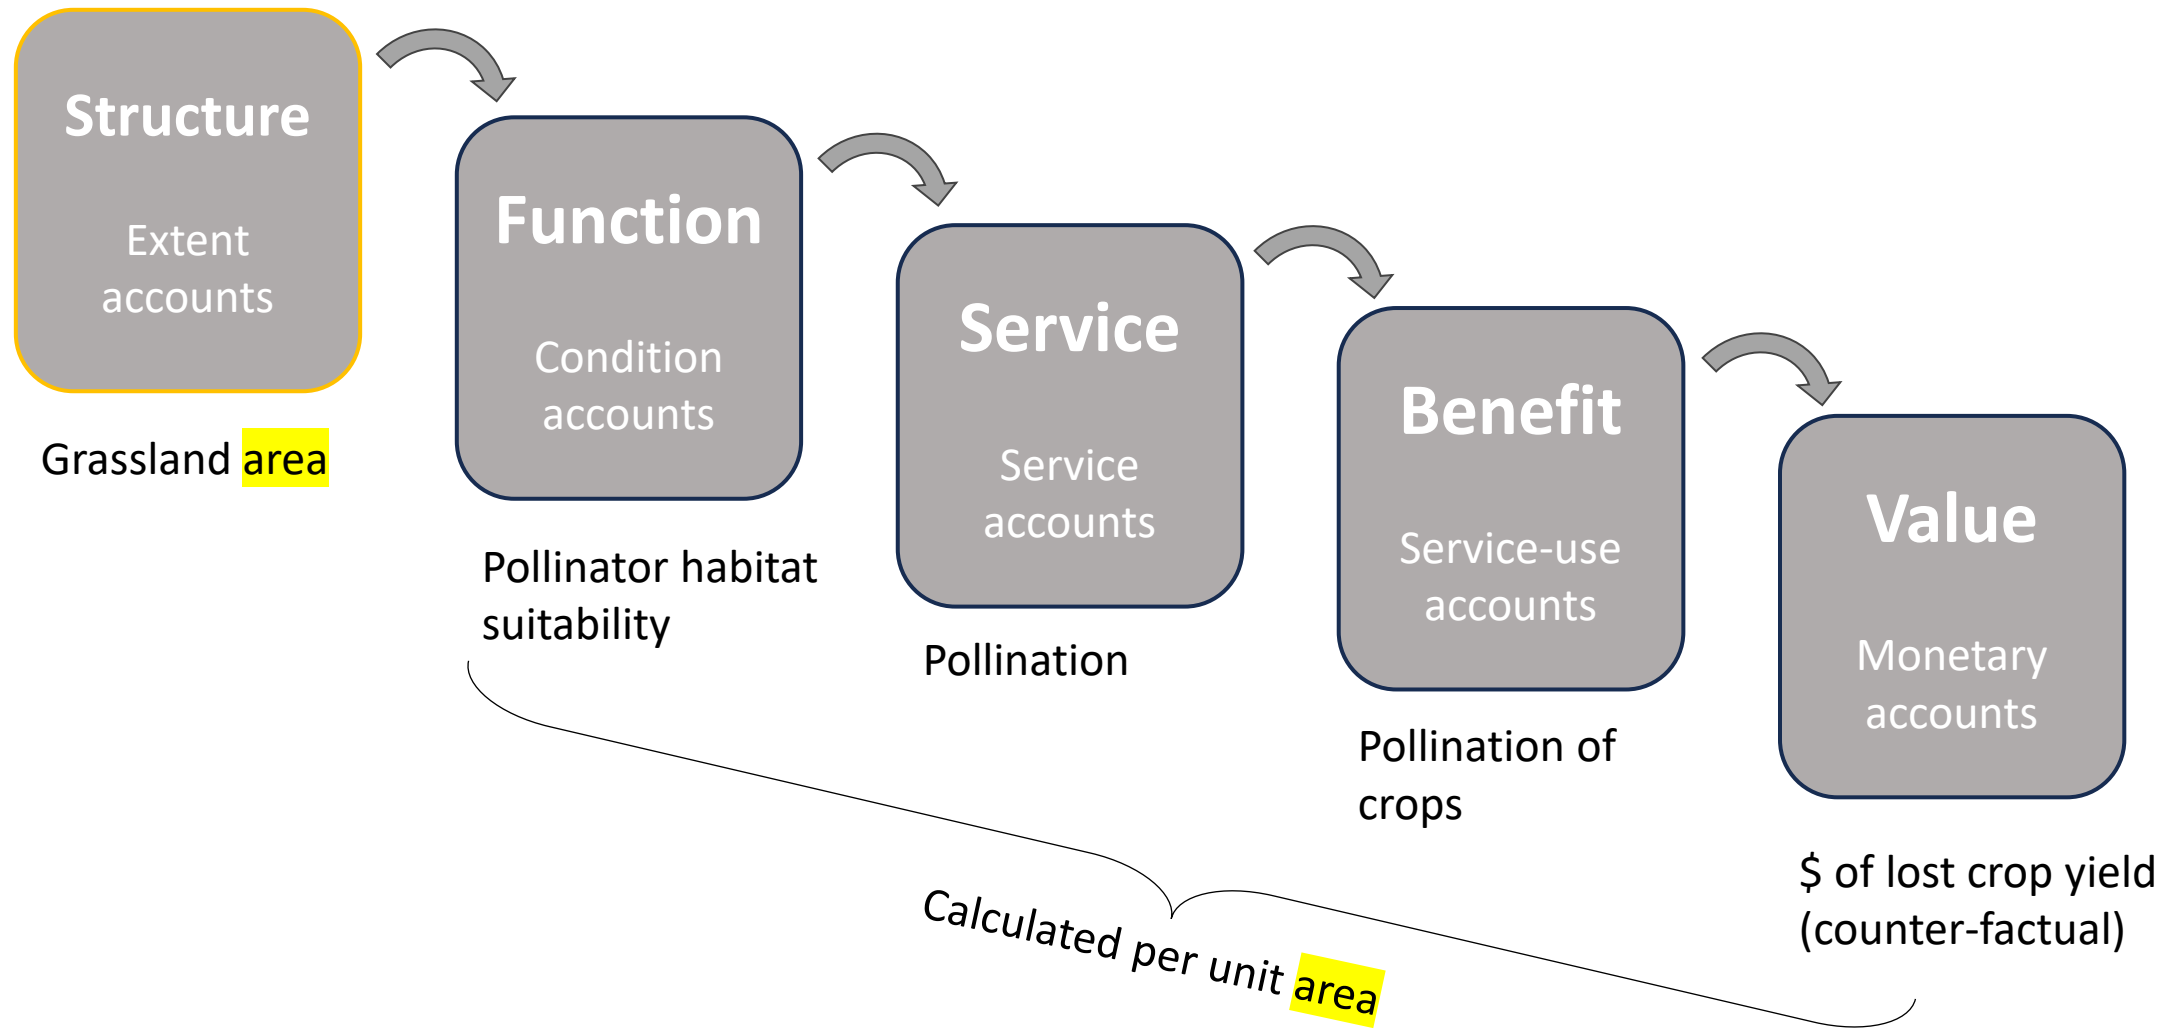 Structure
Extent
accounts
Grassland area
Function
Condition
accounts
Pollinator habitat
suitability
Service
Service
accounts
Pollination
Benefit
Service-use
accounts
Pollination of
crops
Value
Monetary
accounts
$ of lost crop yield
(counter-factual)
Calculated per unit area